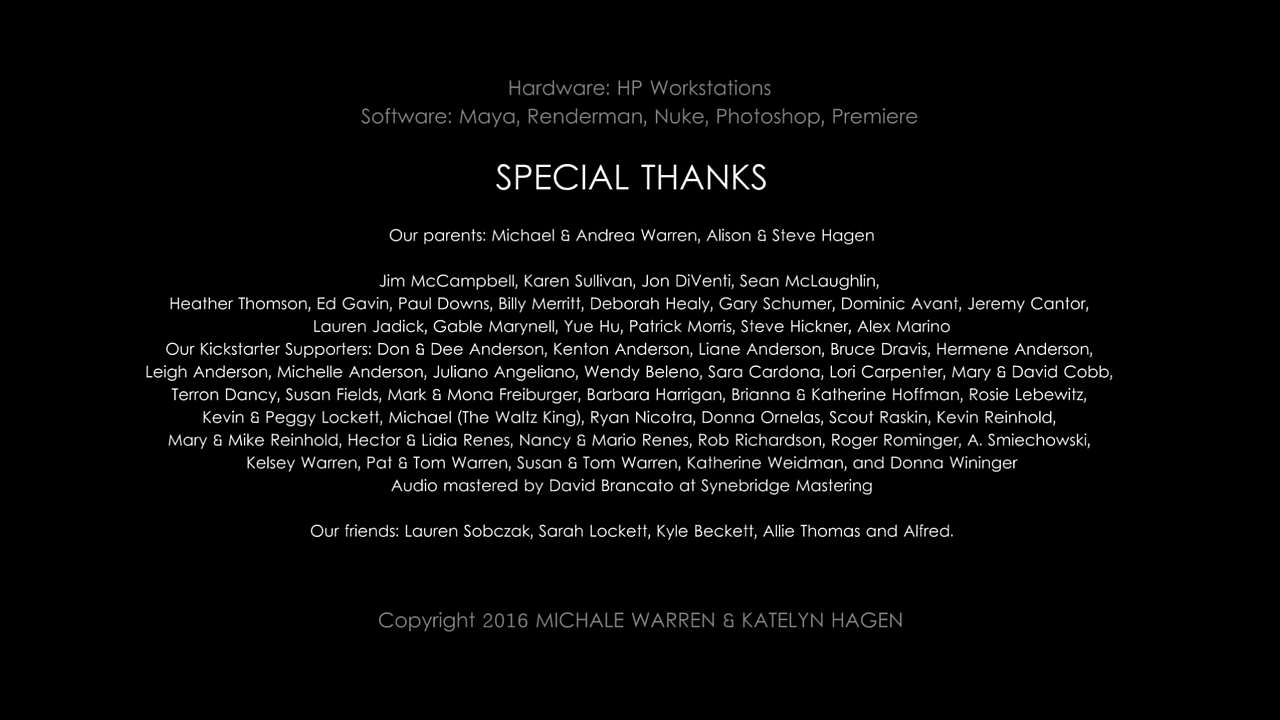 Hardware: HP Workstations
Software: Maya, Renderman, Nuke, Photoshop, Premiere
SPECIAL THANKS
Our parents: Michael & Andrea Warren, Alison & Steve Hagen
Jim McCampbell, Karen Sullivan, Jon DiVenti, Sean McLaughlin,
Heather Thomson, Ed Gavin, Paul Downs, Billy Merritt, Deborah Healy, Gary Schumer, Dominic Avant, Jeremy Cantor,
Lauren Jadick, Gable Marynell, Yue Hu, Patrick Morris, Steve Hickner, Alex Marino
Our Kickstarter Supporters: Don & Dee Anderson, Kenton Anderson, Liane Anderson, Bruce Dravis, Hermene Anderson,
Leigh Anderson, Michelle Anderson, Juliano Angeliano, Wendy Beleno, Sara Cardona, Lori Carpenter, Mary & David Cobb,
Terron Dancy, Susan Fields, Mark & Mona Freiburger, Barbara Harrigan, Brianna & Katherine Hoffman, Rosie Lebewitz,
Kevin & Peggy Lockett, Michael (The Waltz King), Ryan Nicotra, Donna Ornelas, Scout Raskin, Kevin Reinhold,
Mary & Mike Reinhold, Hector & Lidia Renes, Nancy & Mario Renes, Rob Richardson, Roger Rominger, A. Smiechowski,
Kelsey Warren, Pat & Tom Warren, Susan & Tom Warren, Katherine Weidman, and Donna Wininger
Audio mastered by David Brancato at Synebridge Mastering
Our friends: Lauren Sobczak, Sarah Lockett, Kyle Beckett, Allie Thomas and Alfred.
Copyright 2016 MICHALE WARREN & KATELYN HAGEN